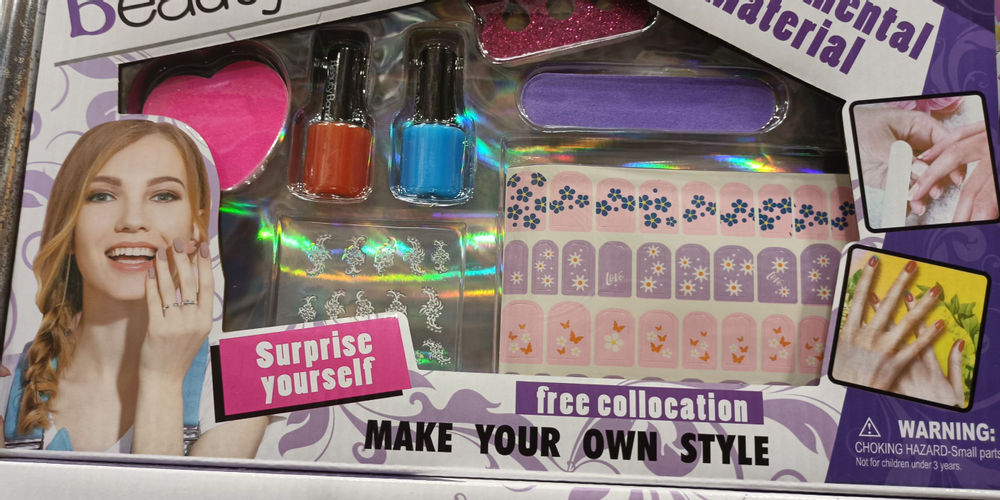 Beauty
mental
material
Love
Surprise
yourself
free collocation
MAKE YOUR OWN STYLE
WARNING:
CHOKING HAZARD-Small parts
Not for children under 3 years.